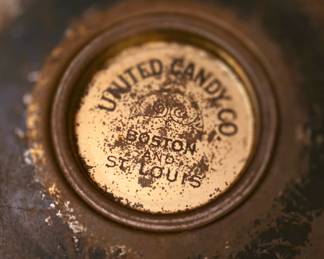 UNITED CANDY CO
BOSTON
AND
ST. LOUIS